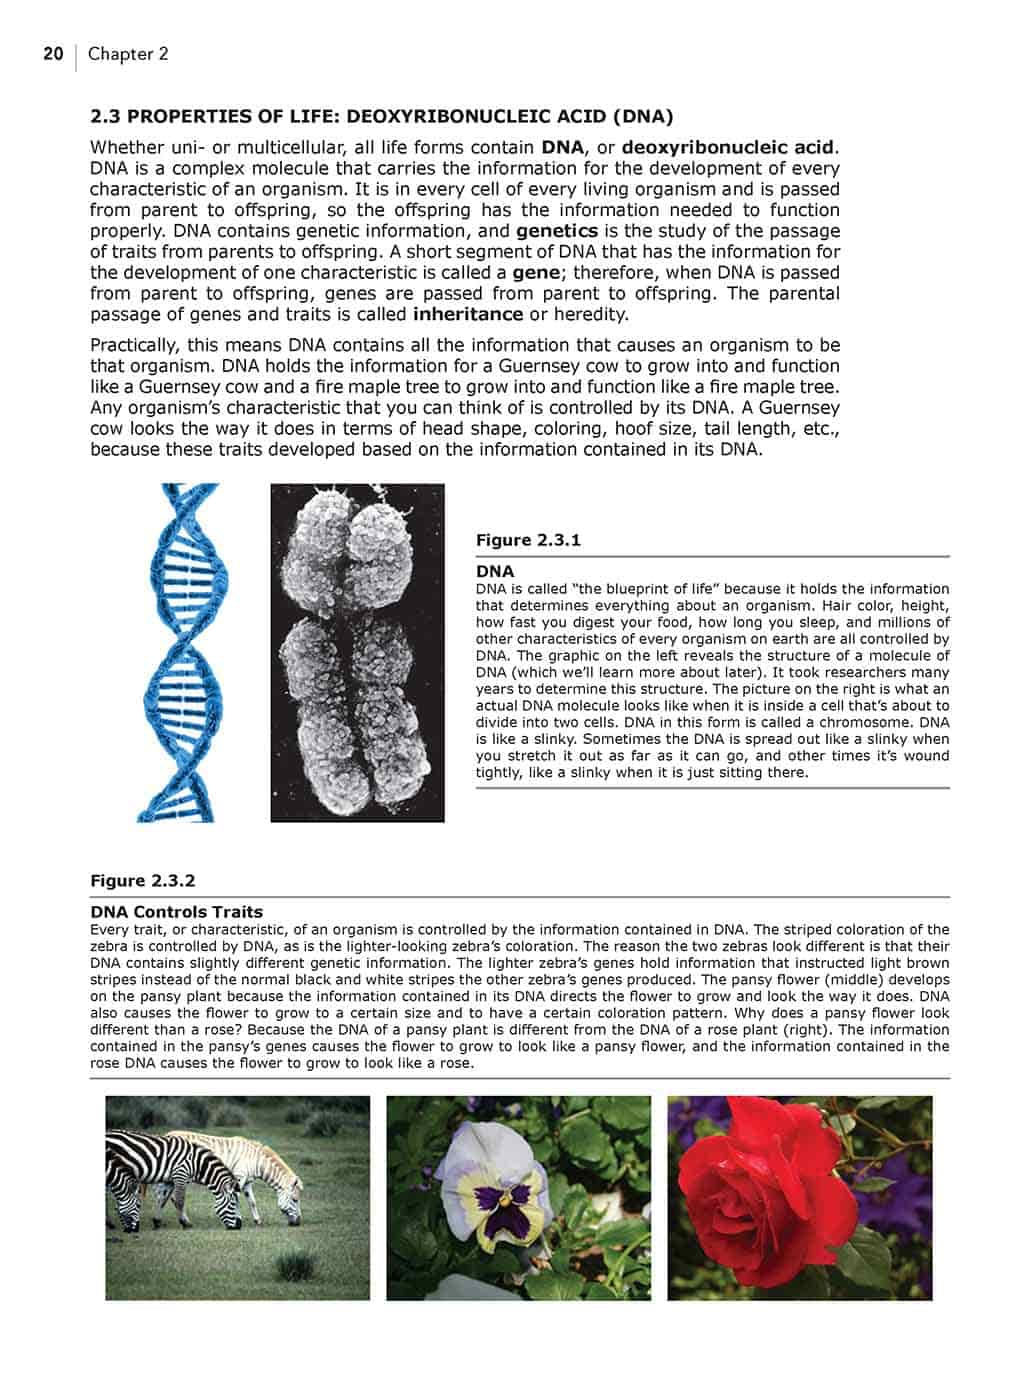 20 | Chapter 2
2.3 PROPERTIES OF LIFE: DEOXYRIBONUCLEIC ACID (DNA)
Whether uni- or multicellular, all life forms contain DNA, or deoxyribonucleic acid.
DNA is a complex molecule that carries the information for the development of every
characteristic of an organism. It is in every cell of every living organism and is passed
from parent to offspring, so the offspring has the information needed to function
properly. DNA contains genetic information, and genetics is the study of the passage
of traits from parents to offspring. A short segment of DNA that has the information for
the development of one characteristic is called a gene; therefore, when DNA is passed
from parent to offspring, genes are passed from parent to offspring. The parental
passage of genes and traits is called inheritance or heredity.
Practically, this means DNA contains all the information that causes an organism to be
that organism. DNA holds the information for a Guernsey cow to grow into and function
like a Guernsey cow and a fire maple tree to grow into and function like a fire maple tree.
Any organism’s characteristic that you can think of is controlled by its DNA. A Guernsey
cow looks the way it does in terms of head shape, coloring, hoof size, tail length, etc.,
because these traits developed based on the information contained in its DNA.
Figure 2.3.1
DNA
DNA is called “the blueprint of life” because it holds the information
that determines everything about an organism. Hair color, height,
how fast you digest your food, how long you sleep, and millions of
other characteristics of every organism on earth are all controlled by
DNA. The graphic on the left reveals the structure of a molecule of
DNA (which we’ll learn more about later). It took researchers many
years to determine this structure. The picture on the right is what an
actual DNA molecule looks like when it is inside a cell that’s about to
divide into two cells. DNA in this form is called a chromosome. DNA
is like a slinky. Sometimes the DNA is spread out like a slinky when
you stretch it out as far as it can go, and other times it’s wound
tightly, like a slinky when it is just sitting there.
Figure 2.3.2
DNA Controls Traits
Every trait, or characteristic, of an organism is controlled by the information contained in DNA. The striped coloration of the
zebra is controlled by DNA, as is the lighter-looking zebra’s coloration. The reason the two zebras look different is that their
DNA contains slightly different genetic information. The lighter zebra’s genes hold information that instructed light brown
stripes instead of the normal black and white stripes the other zebra’s genes produced. The pansy flower (middle) develops
on the pansy plant because the information contained in its DNA directs the flower to grow and look the way it does. DNA
also causes the flower to grow to a certain size and to have a certain coloration pattern. Why does a pansy flower look
different than a rose? Because the DNA of a pansy plant is different from the DNA of a rose plant (right). The information
contained in the pansy’s genes causes the flower to grow to look like a pansy flower, and the information contained in the
rose DNA causes the flower to grow to look like a rose.